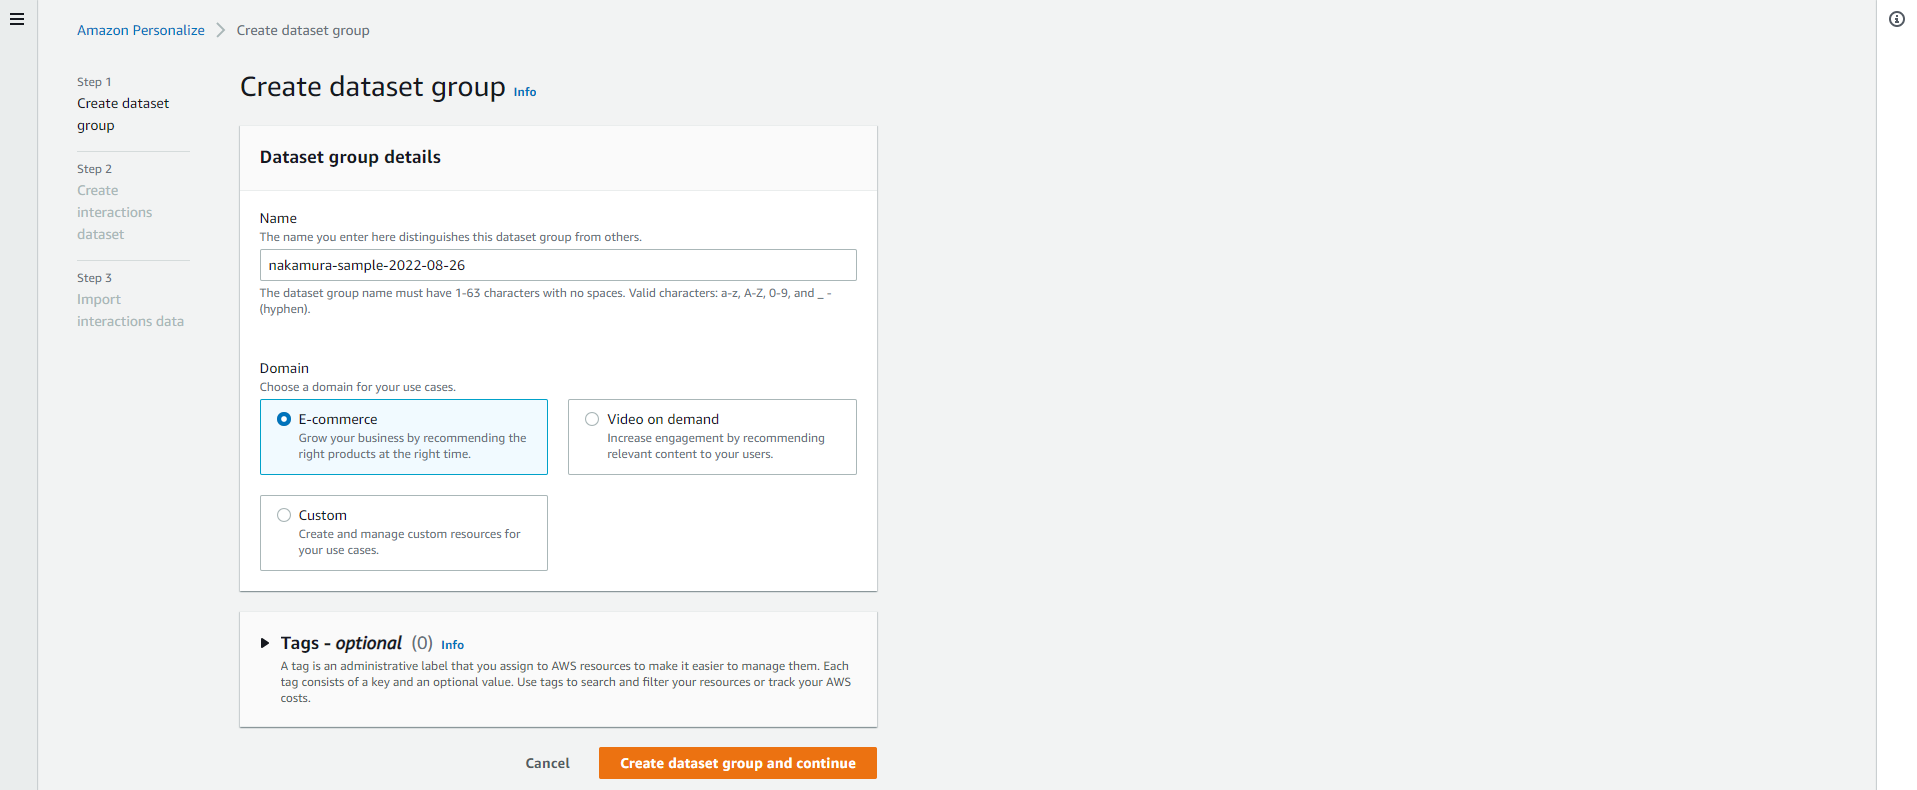 Amazon Personalize > Create dataset group
Step 1
Create dataset
group
Step 2
Create
interactions
dataset
Step 3
Import
interactions data
Create dataset group Info
Dataset group details
Name
The name you enter here distinguishes this dataset group from others.
nakamura-sample-2022-08-26
The dataset group name must have 1-63 characters with no spaces. Valid characters: a-z, A-Z, 0-9, and _ -
(hyphen).
Domain
Choose a domain for your use cases.
E-commerce
Grow your business by recommending the
right products at the right time.
Video on demand
Increase engagement by recommending
relevant content to your users.
Custom
Create and manage custom resources for
your use cases.
Tags - optional (0) Info
A tag is an administrative label that you assign to AWS resources to make it easier to manage them. Each
tag consists of a key and an optional value. Use tags to search and filter your resources or track your AWS
costs.
Cancel
Create dataset group and continue